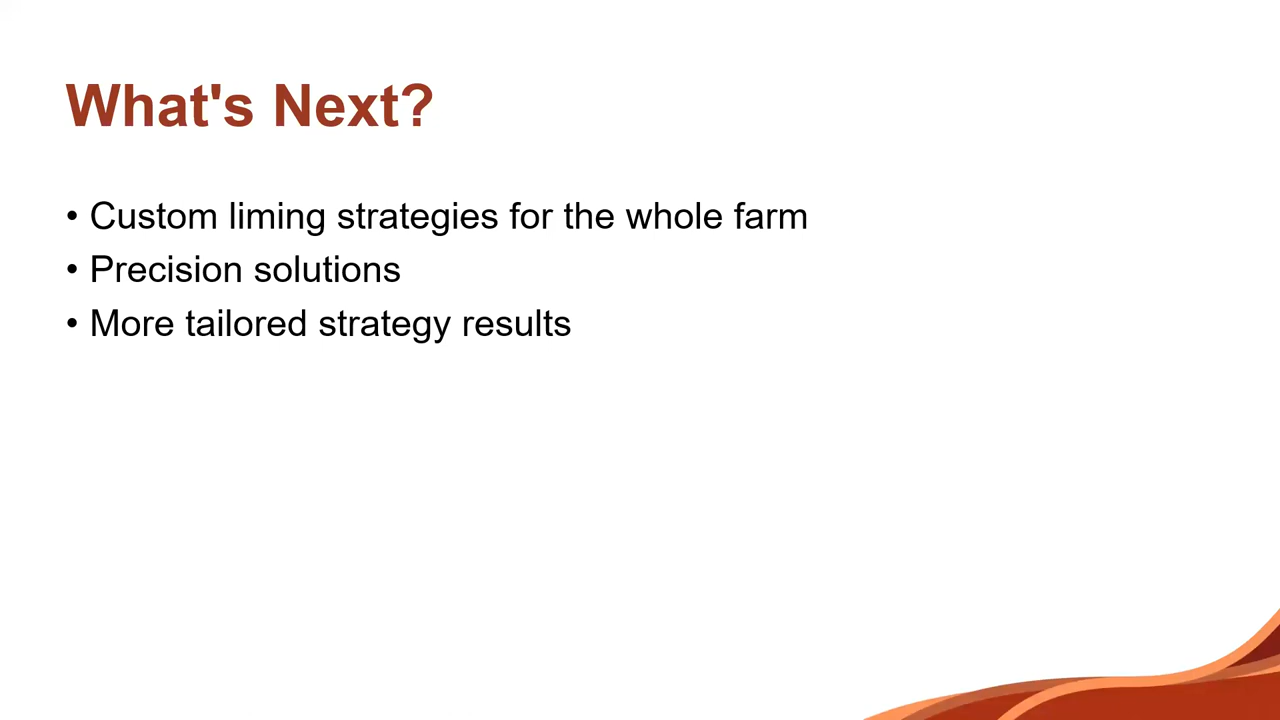 What's Next?
• Custom liming strategies for the whole farm
• Precision solutions
• More tailored strategy results